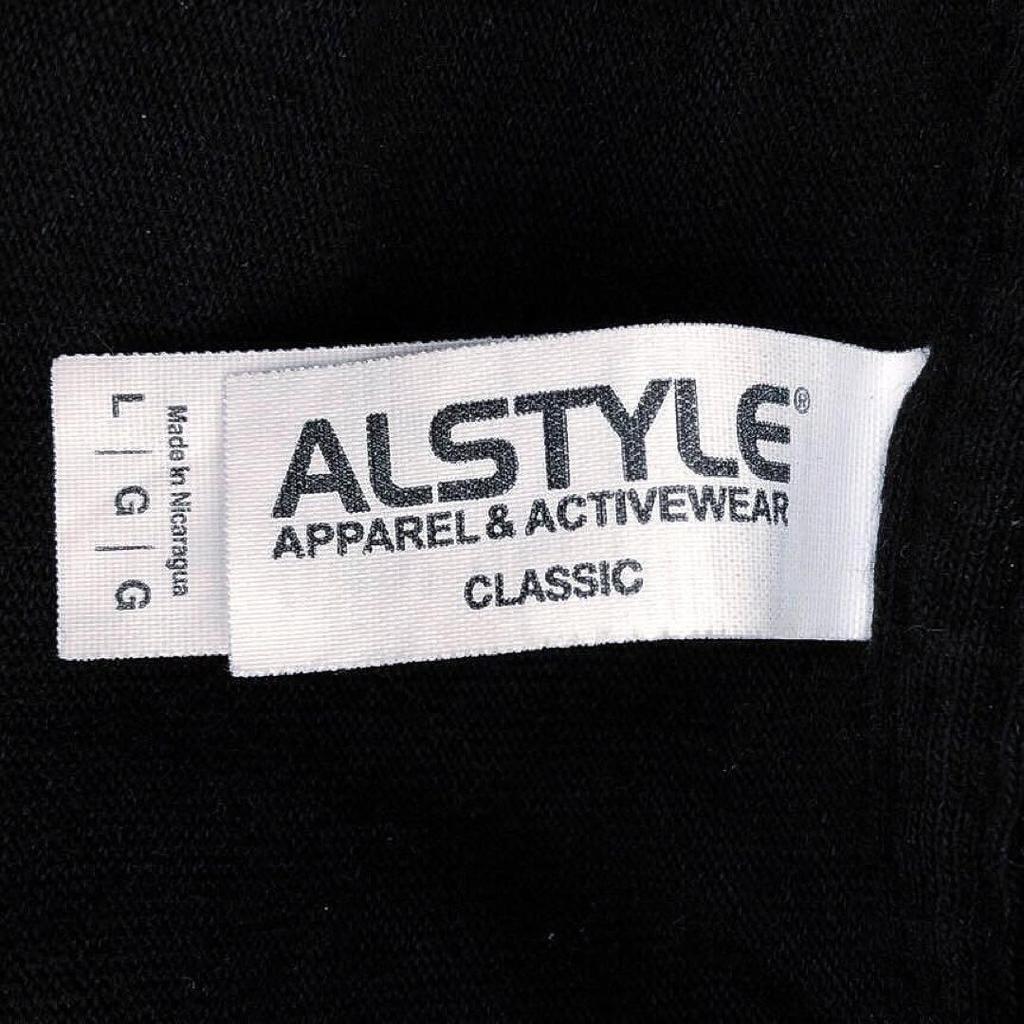 ALSTYLE®
APPAREL & ACTIVEWEAR
CLASSIC
Made In Nicaragua
L | G | G